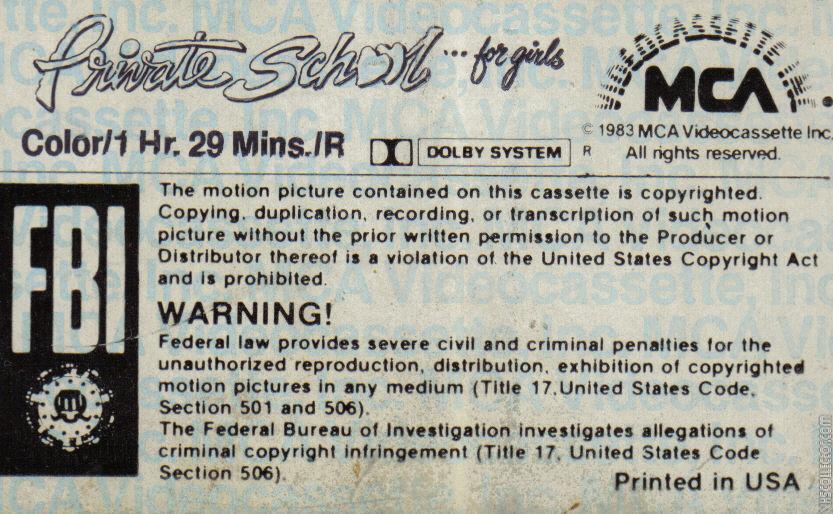 Private School ... for girls
VIDEOCASSETTE
MCA
© 1983 MCA Videocassette Inc.
Color/1 Hr. 29 Mins./R
DOLBY SYSTEM
R
All rights reserved.
FBI
The motion picture contained on this cassette is copyrighted.
Copying, duplication, recording, or transcription of such motion
picture without the prior written permission to the Producer or
Distributor thereof is a violation of the United States Copyright Act
and is prohibited.
WARNING!
Federal law provides severe civil and criminal penalties for the
unauthorized reproduction, distribution, exhibition of copyrighted
motion pictures in any medium (Title 17,United States Code,
Section 501 and 506).
The Federal Bureau of Investigation investigates allegations of
criminal copyright infringement (Title 17, United States Code
Section 506).
Printed in USA
VHSCOLLECTOR.COM
MCA Videocassette, Inc.